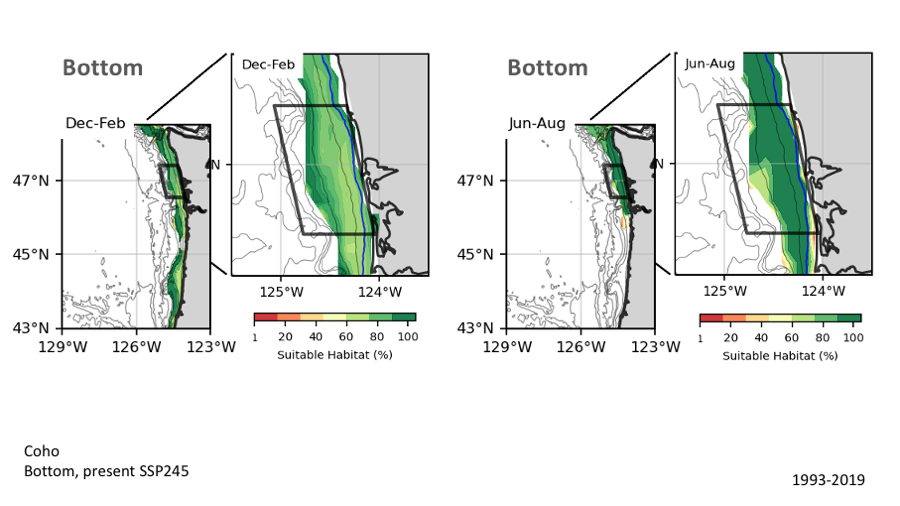 Bottom
Dec-Feb
47°N
45°N
43°N
129°W 126°W 123°W
Dec-Feb
N
125°W 124°W
1 20 40 60 80 100
Suitable Habitat (%)
Bottom
Jun-Aug
47°N
45°N
43°N
129°W 126°W 123°W
Jun-Aug
N
125°W 124°W
1 20 40 60 80 100
Suitable Habitat (%)
Coho
Bottom, present SSP245
1993-2019